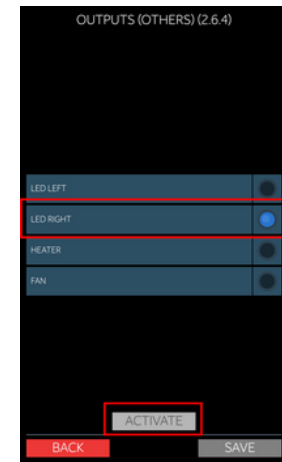 OUTPUTS (OTHERS) (2.6.4)
LED LEFT
LED RIGHT
HEATER
FAN
ACTIVATE
BACK
SAVE